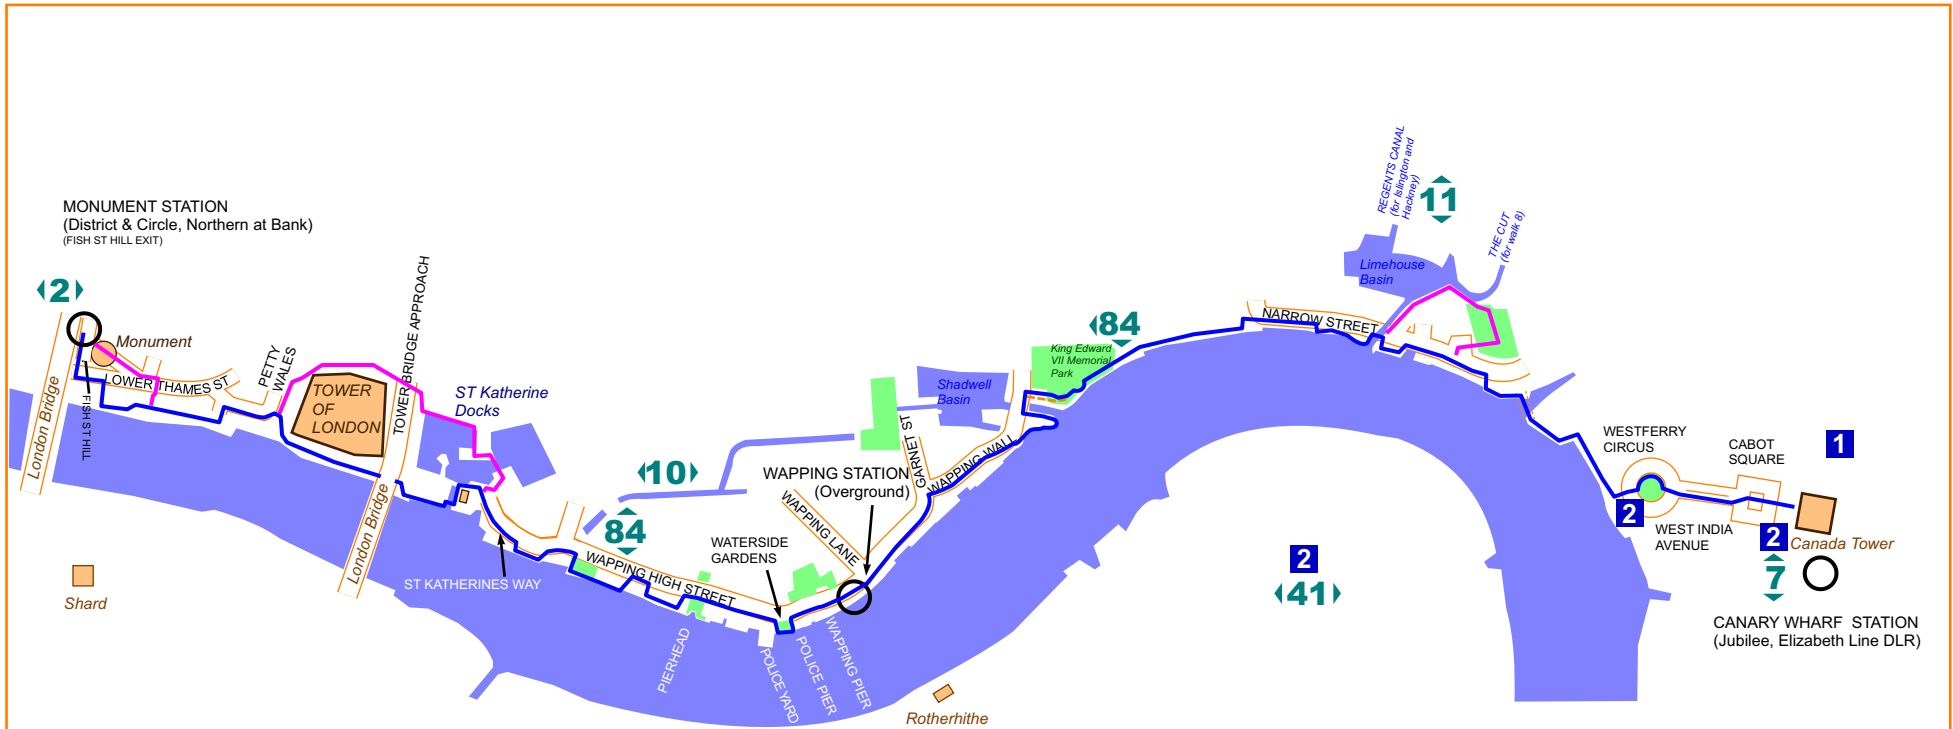 MONUMENT STATION
(District & Circle, Northern at Bank)
(FISH ST HILL EXIT)
2
Monument
LOWER THAMES ST
FISH ST HILL
London Bridge
PETTY
WALES
TOWER
OF
LONDON
TOWER BRIDGE APPROACH
London Bridge
ST Katherine
Docks
ST KATHERINES WAY
Shard
10
84
WAPPING HIGH STREET
WATERSIDE
GARDENS
WAPPING STATION
(Overground)
WAPPING LANE
GARNET ST
WAPPING WALL
Shadwell
Basin
PIERHEAD
POLICE YARD
POLICE PIER
WAPPING PIER
Rotherhithe
King Edward
VII Memorial
Park
84
NARROW STREET
Limehouse
Basin
REGENTS CANAL
(for Islington and
Hackney)
11
THE CUT
(for walk 8)
2
41
WESTFERRY
CIRCUS
2
WEST INDIA
AVENUE
CABOT
SQUARE
1
2
Canada Tower
7
CANARY WHARF STATION
(Jubilee, Elizabeth Line DLR)